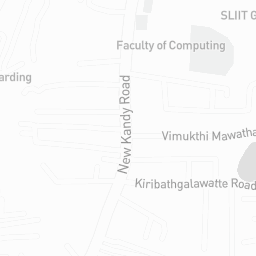 SLIIT G
Faculty of Computing
arding
New Kandy Road
Vimukthi Mawatha
Kiribathgalawatte Road